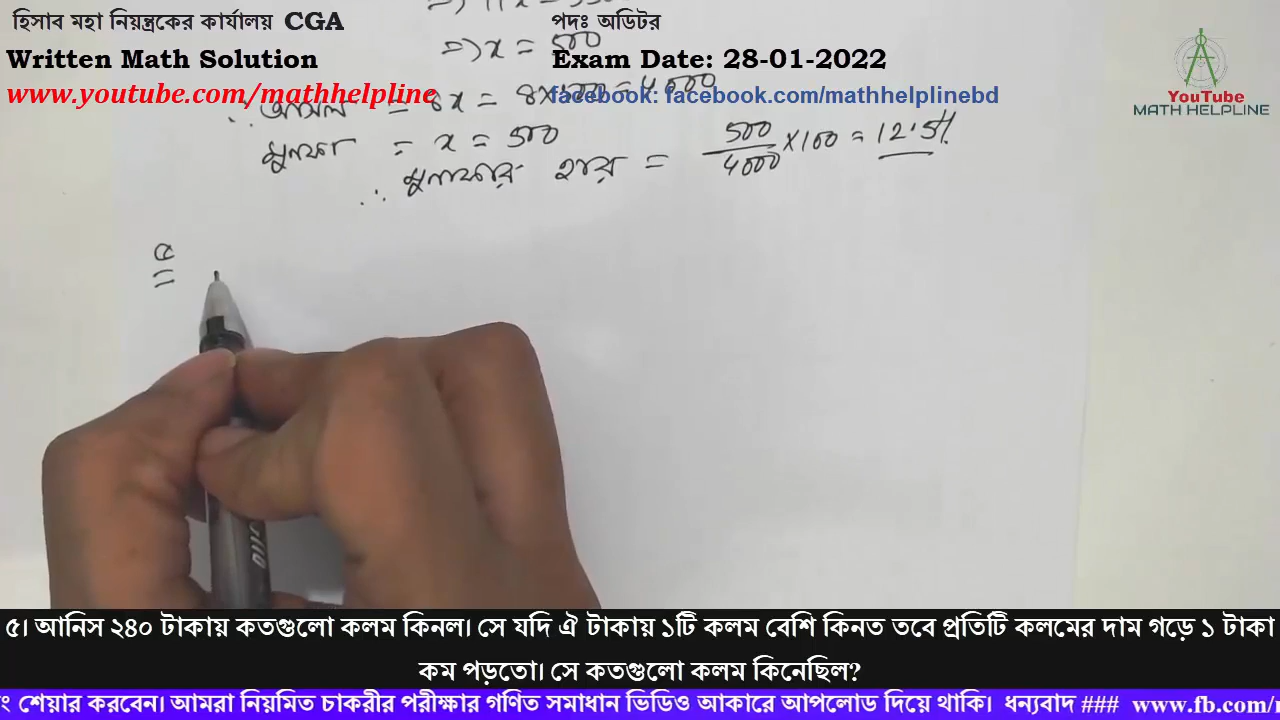 হিসাব মহা নিয়ন্ত্রকের কার্যালয় CGA
পদঃ অডিটর
=) x = 500
Written Math Solution
Exam Date: 28-01-2022
www.youtube.com/mathhelpline
facebook: facebook.com/mathhelplinebd
YouTube
MATH HELPLINE
∴ আসল = 8x = 8x500 = 4000
মুনাফা = x = 500
∴ মুনাফার হার = 500/4000 x 100 = 12.5%
৫
৫। আনিস ২৪০ টাকায় কতগুলো কলম কিনল। সে যদি ঐ টাকায় ১টি কলম বেশি কিনত তবে প্রতিটি কলমের দাম গড়ে ১ টাকা
কম পড়তো। সে কতগুলো কলম কিনেছিল?
শেয়ার করবেন। আমরা নিয়মিত চাকরীর পরীক্ষার গণিত সমাধান ভিডিও আকারে আপলোড দিয়ে থাকি। ধন্যবাদ ### www.fb.com/